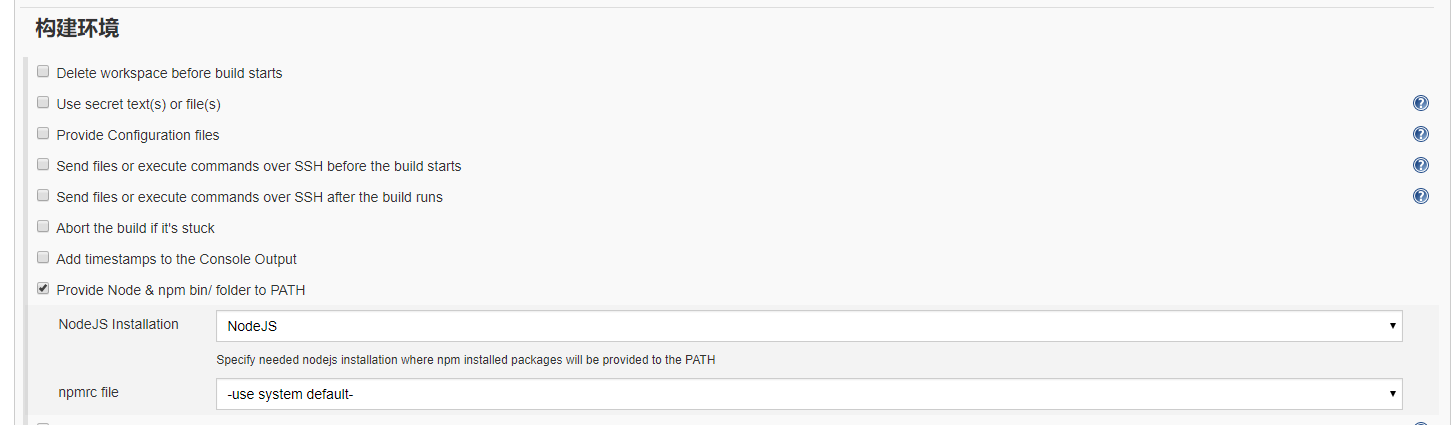 构建环境
Delete workspace before build starts
Use secret text(s) or file(s)
Provide Configuration files
Send files or execute commands over SSH before the build starts
Send files or execute commands over SSH after the build runs
Abort the build if it's stuck
Add timestamps to the Console Output
Provide Node & npm bin/ folder to PATH
NodeJS Installation NodeJS
Specify needed nodejs installation where npm installed packages will be provided to the PATH
npmrc file -use system default-